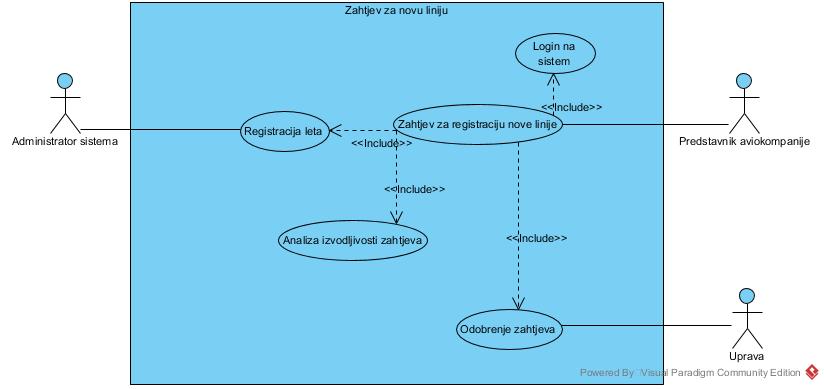 Zahtjev za novu liniju
Login na
sistem
<<Include>>
Zahtjev za registraciju nove linije
Registracija leta
<<Include>>
Administrator sistema
Predstavnik aviokompanije
<<Include>>
Analiza izvodljivosti zahtjeva
<<Include>>
Odobrenje zahtjeva
Uprava
Powered By Visual Paradigm Community Edition